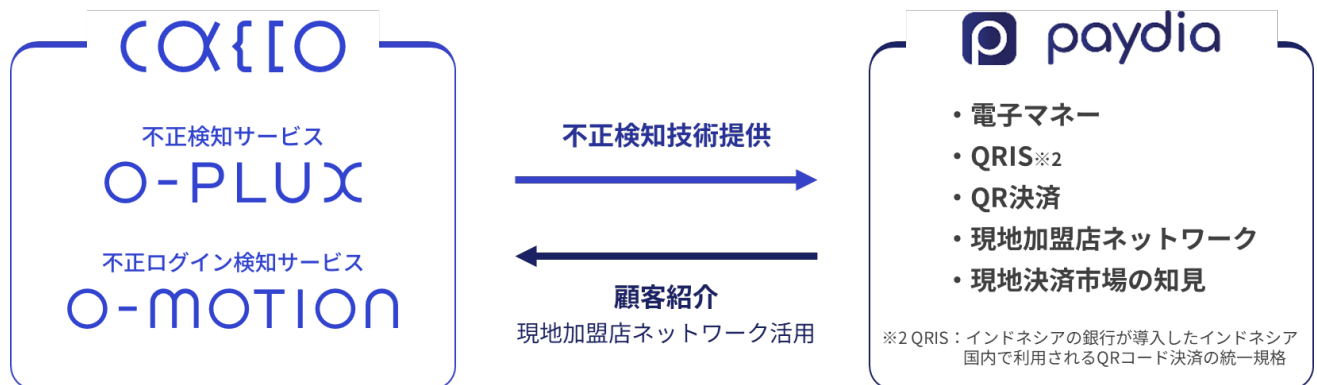 cacco
不正検知サービス
O-PLUX
不正ログイン検知サービス
O-MOTION
不正検知技術提供
顧客紹介
現地加盟店ネットワーク活用
p paydia
・電子マネー
・QRIS※2
・QR決済
・現地加盟店ネットワーク
・現地決済市場の知見
※2 QRIS：インドネシアの銀行が導入したインドネシア
国内で利用されるQRコード決済の統一規格